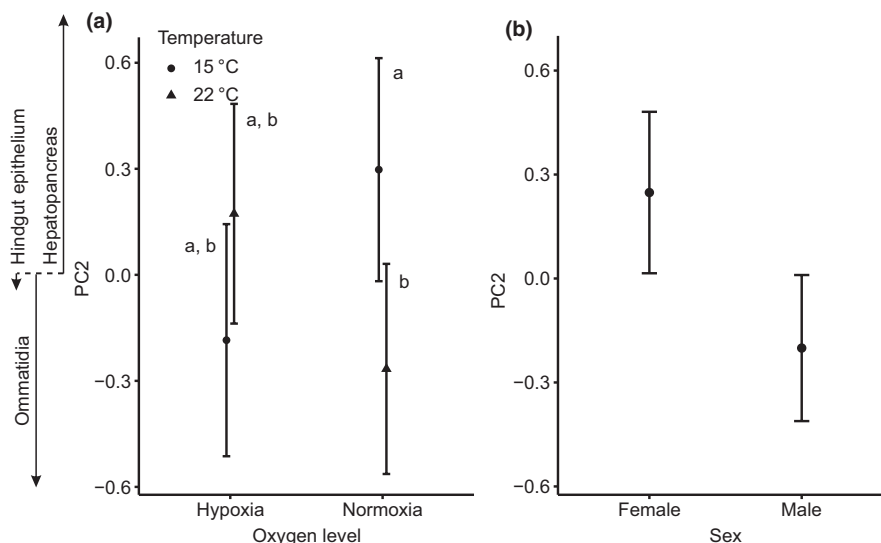 (a)
Temperature
15 °C
22 °C
a, b
a, b
a
b
0.6
0.3
0.0
−0.3
−0.6
PC2
Hindgut epithelium
Hepatopancreas
Ommatidia
Hypoxia
Normoxia
Oxygen level
(b)
0.6
0.3
0.0
−0.3
−0.6
PC2
Female
Male
Sex